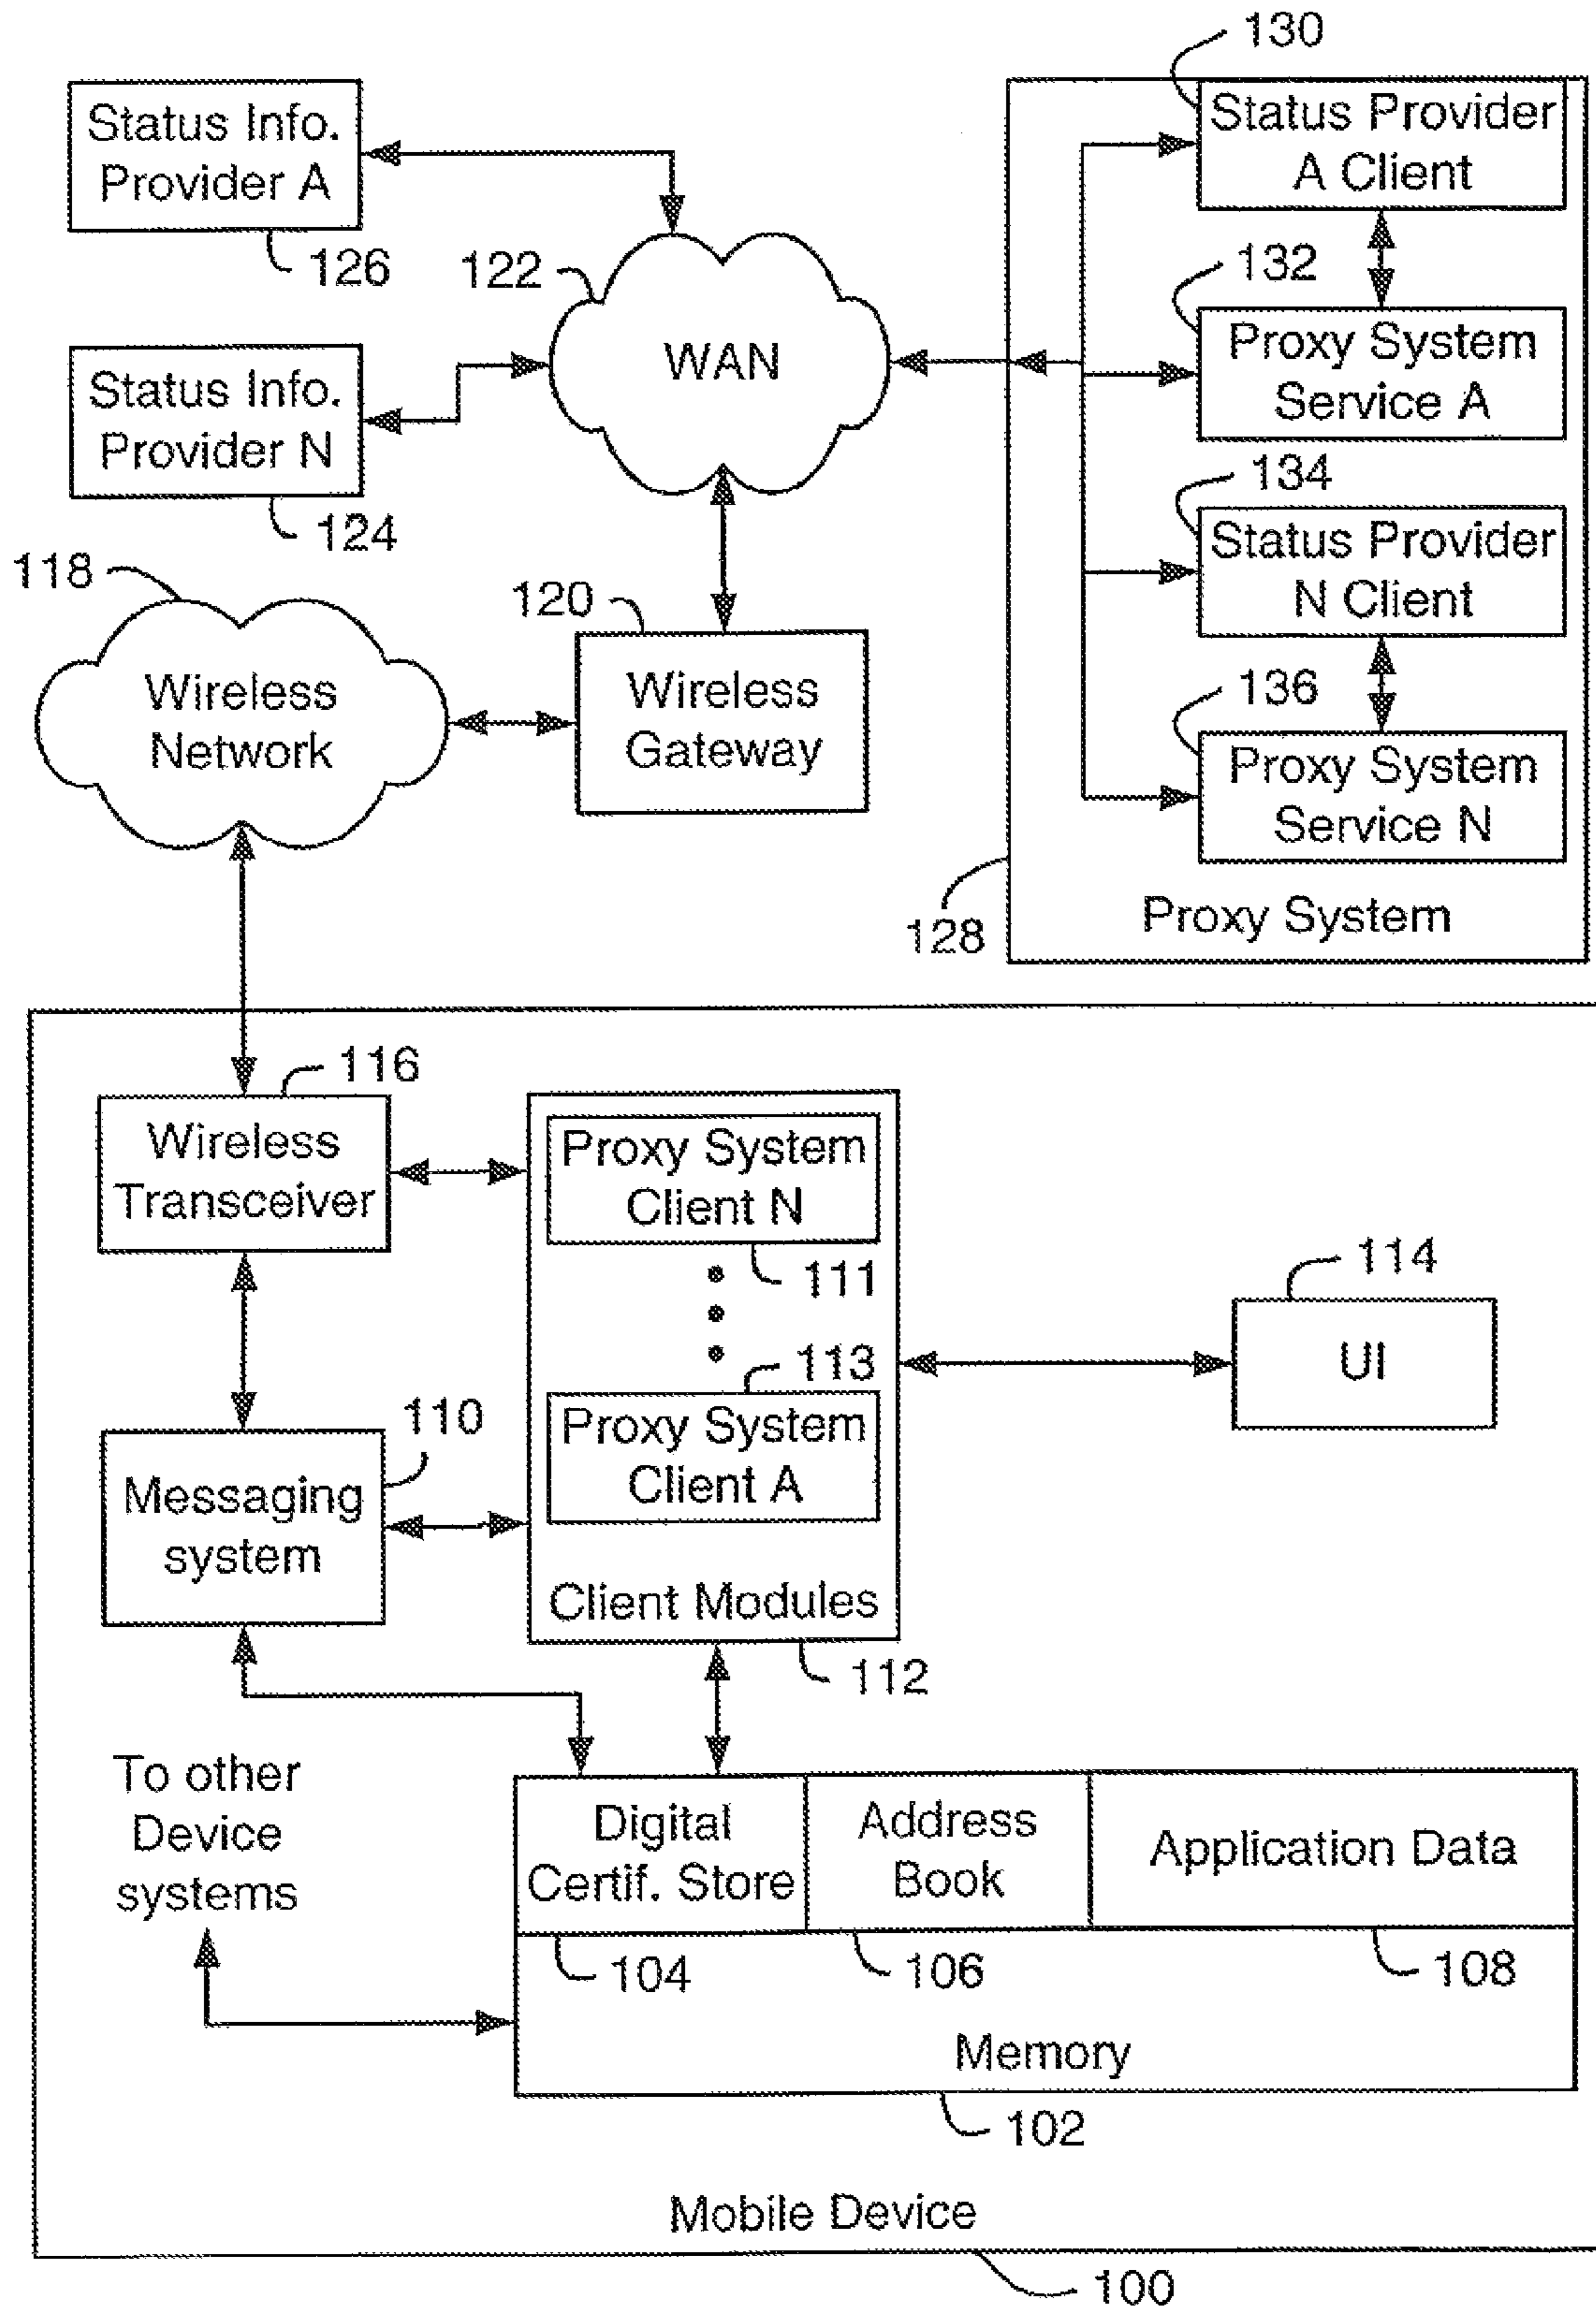 130
Status Info.
Provider A
126
Status Provider
A Client
122
132
WAN
Proxy System
Service A
Status Info.
Provider N
124
134
Status Provider
N Client
118
120
Wireless
Network
Wireless
Gateway
136
Proxy System
Service N
128
Proxy System
116
Wireless
Transceiver
Proxy System
Client N
111
114
UI
113
Proxy System
Client A
110
Messaging
system
Client Modules
112
To other
Device
systems
Digital
Certif. Store
Address
Book
Application Data
104
106
108
Memory
102
Mobile Device
100